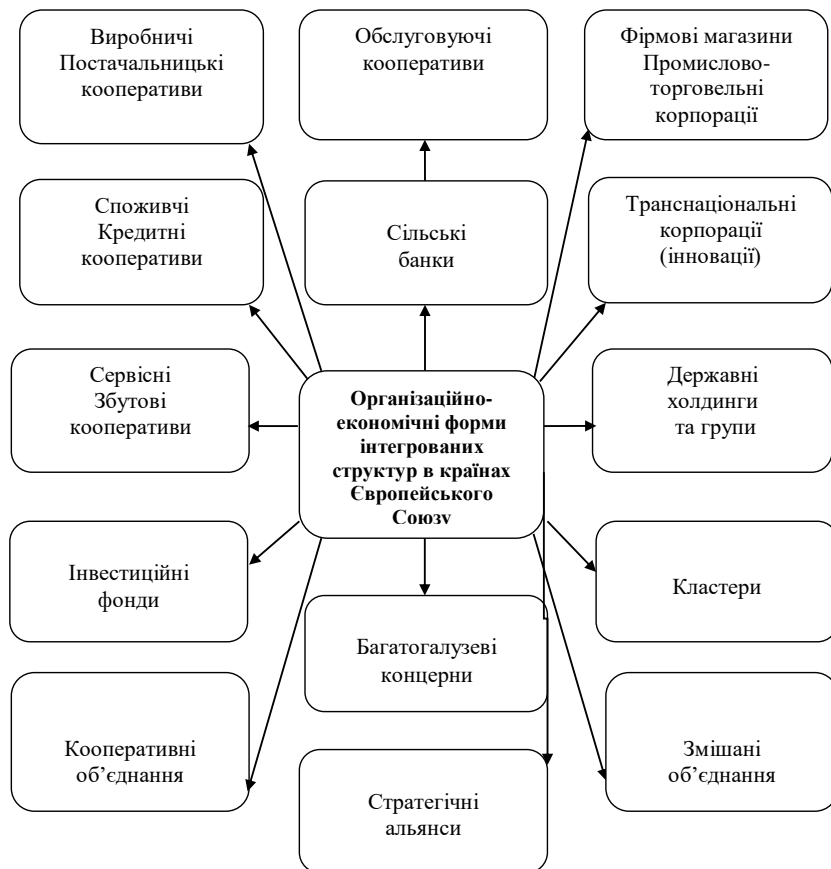 Виробничі
Постачальницькі
кооперативи
Обслуговуючі
кооперативи
Фірмові магазини
Промислово-
торговельні
корпорації
Споживчі
Кредитні
кооперативи
Сільські
банки
Транснаціональні
корпорації
(інновації)
Сервісні
Збутові
кооперативи
Організаційно-
економічні форми
інтегрованих
структур в країнах
Європейського
Союзу
Державні
холдинги
та групи
Інвестиційні
фонди
Багатогалузеві
концерни
Кластери
Кооперативні
об’єднання
Стратегічні
альянси
Змішані
об’єднання